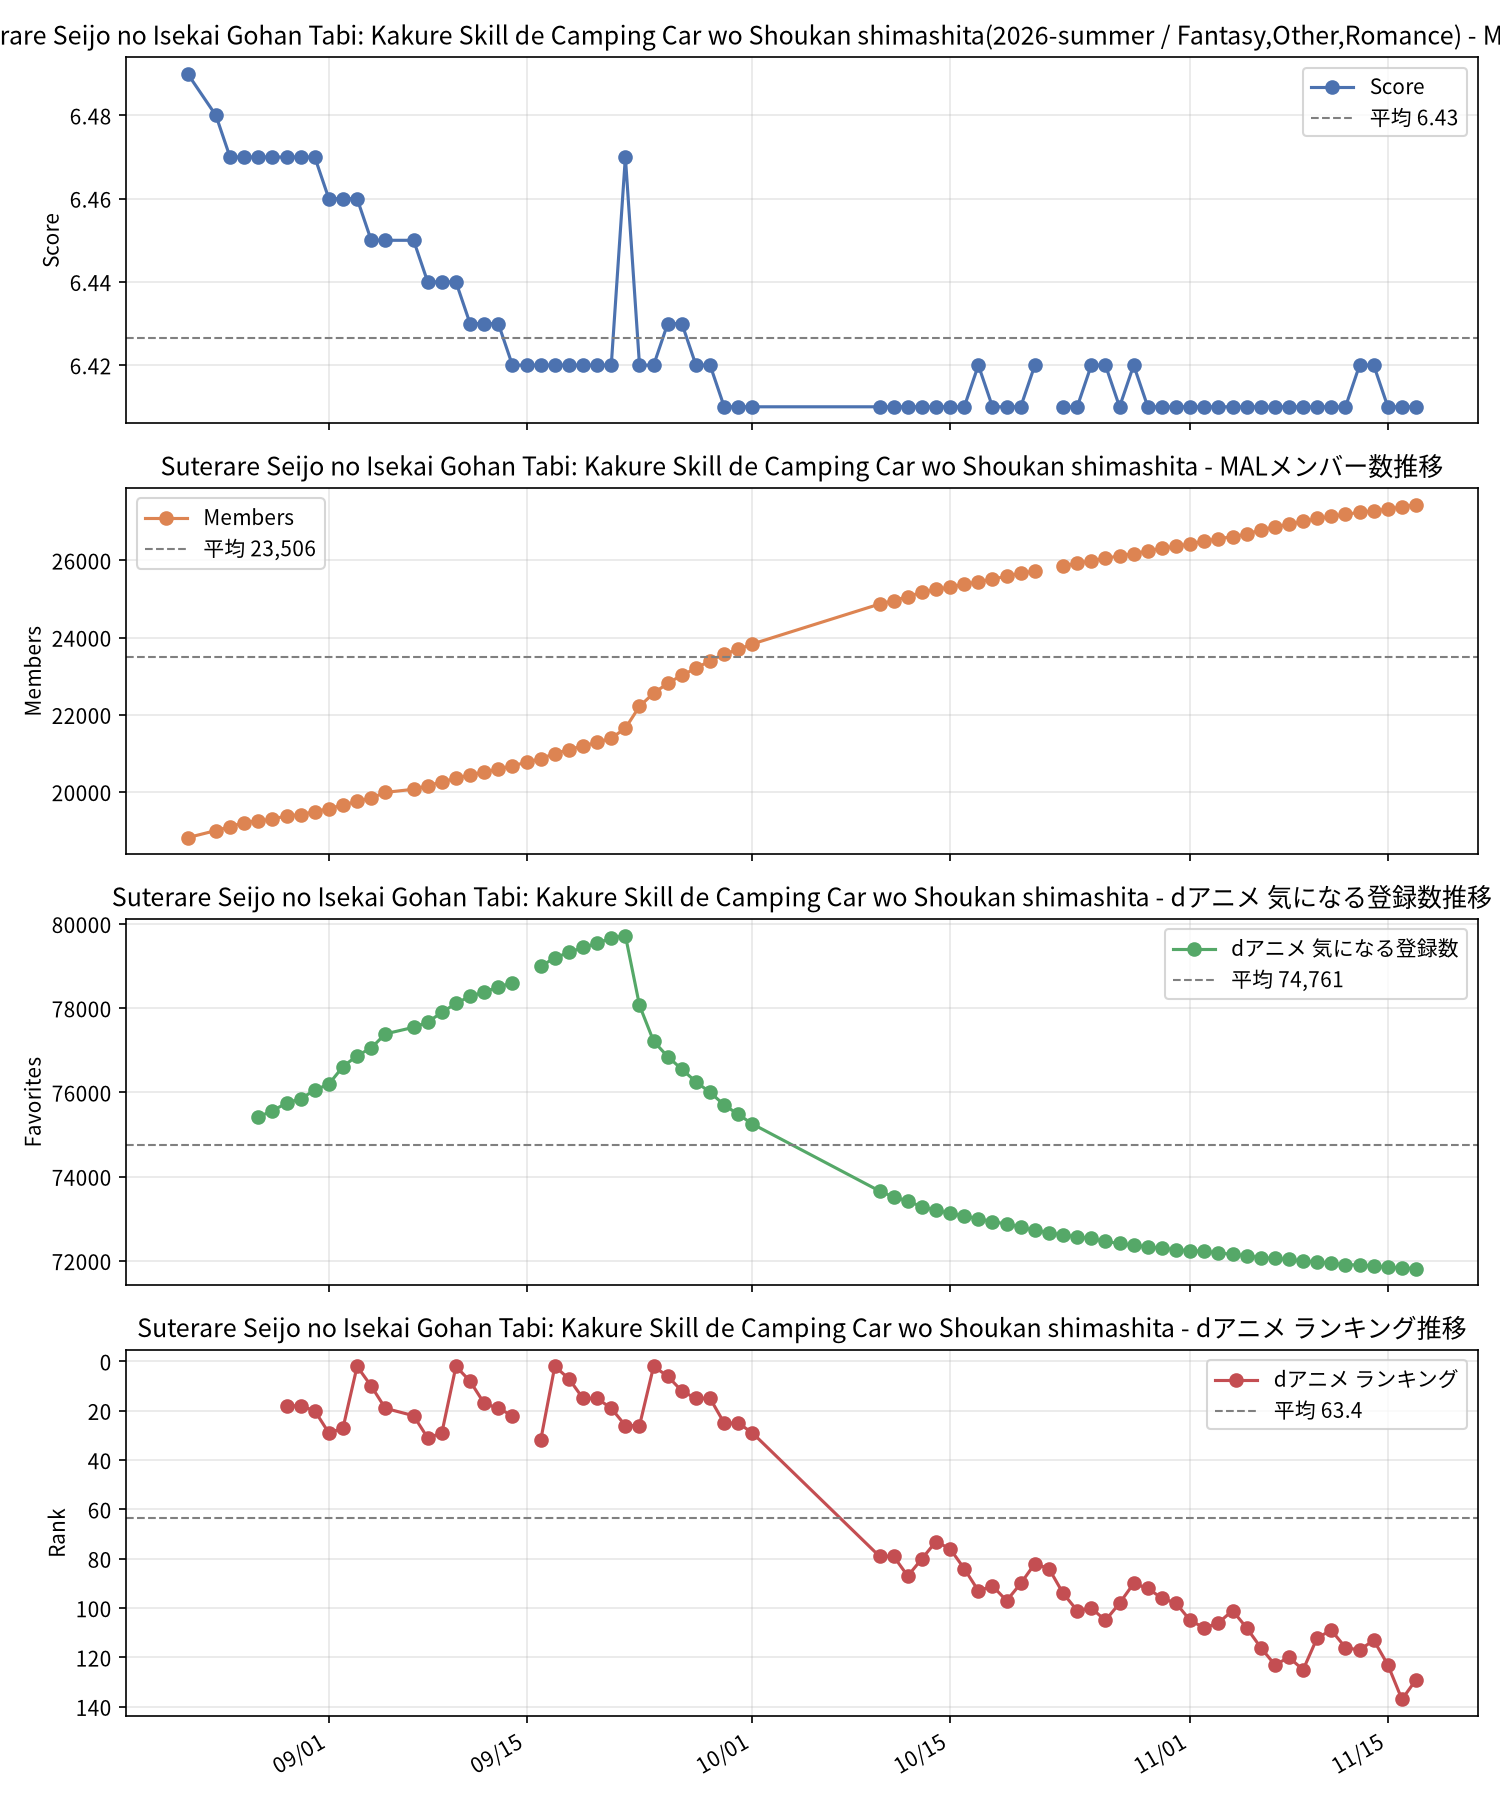 rare Seijo no Isekai Gohan Tabi: Kakure Skill de Camping Car wo Shoukan shimashita(2026-summer / Fantasy,Other,Romance) - M
Score
平均 6.43
6.48
6.46
6.44
6.42
Score
Suterare Seijo no Isekai Gohan Tabi: Kakure Skill de Camping Car wo Shoukan shimashita - MALメンバー数推移
Members
平均 23,506
26000
24000
22000
20000
Members
Suterare Seijo no Isekai Gohan Tabi: Kakure Skill de Camping Car wo Shoukan shimashita - dアニメ 気になる登録数推移
dアニメ 気になる登録数
平均 74,761
80000
78000
76000
74000
72000
Favorites
Suterare Seijo no Isekai Gohan Tabi: Kakure Skill de Camping Car wo Shoukan shimashita - dアニメ ランキング推移
dアニメ ランキング
平均 63.4
0
20
40
60
80
100
120
140
Rank
09/01
09/15
10/01
10/15
11/01
11/15